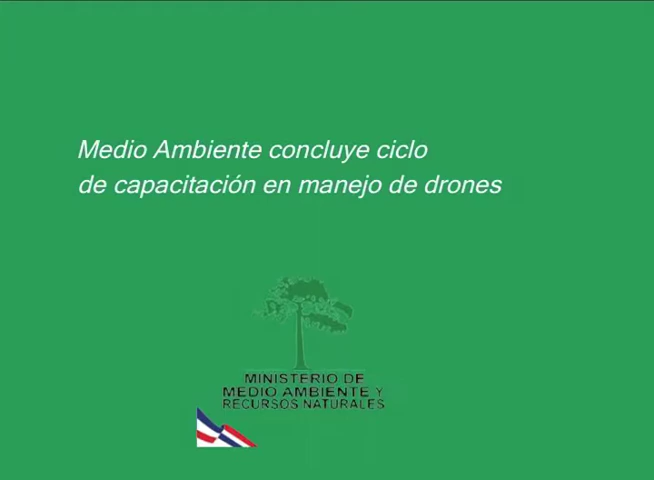 Medio Ambiente concluye ciclo
de capacitación en manejo de drones
MINISTERIO DE
MEDIO AMBIENTE Y
RECURSOS NATURALES